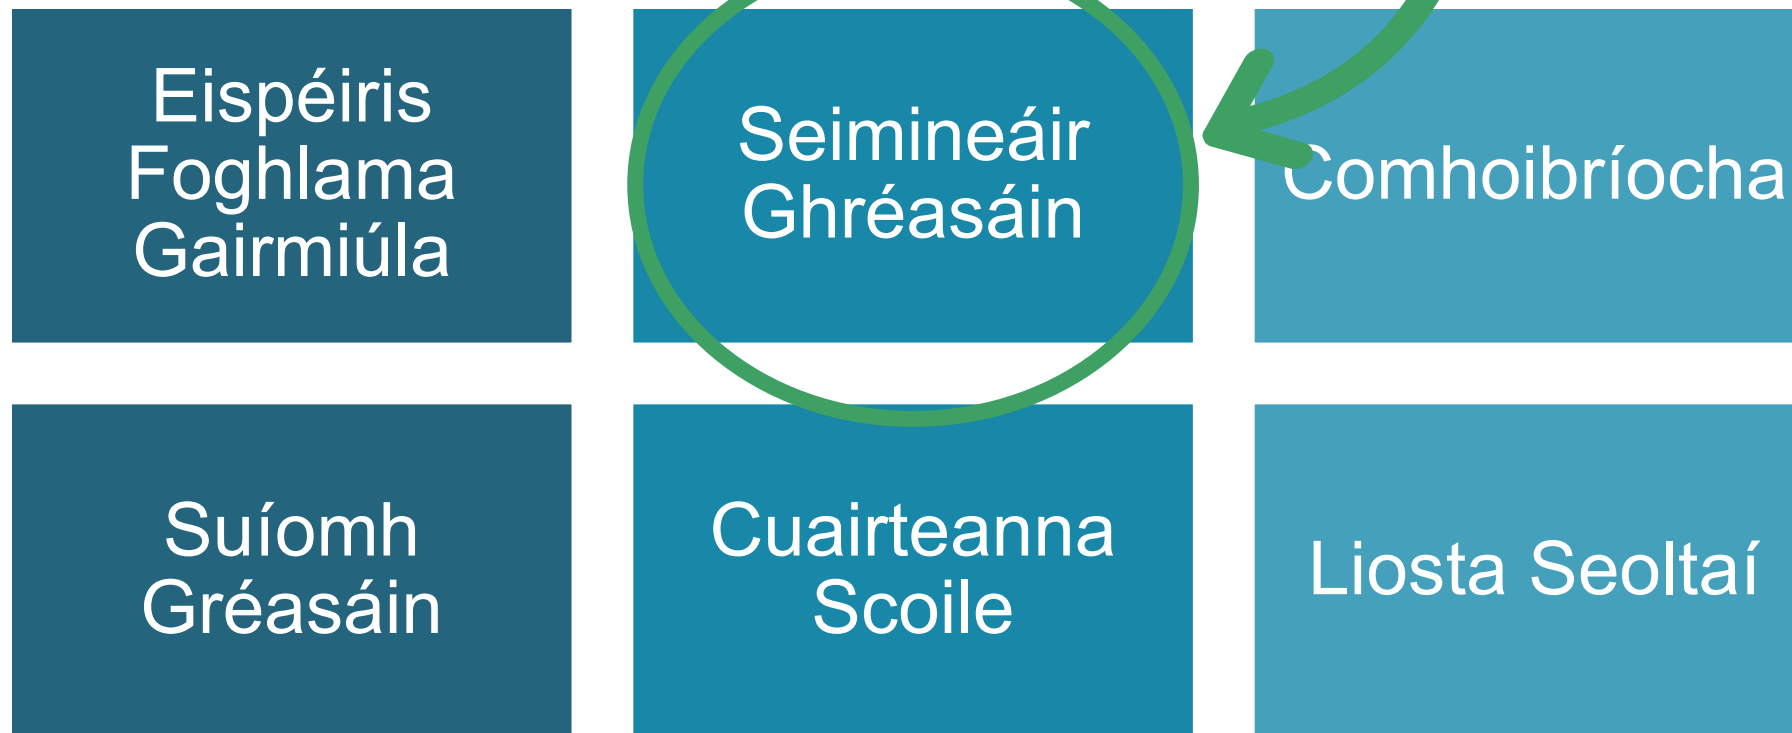 Eispéiris
Foghlama
Gairmiúla
Seimineáir
Ghréasáin
Comhoibríocha
Suíomh
Gréasáin
Cuairteanna
Scoile
Liosta Seoltaí